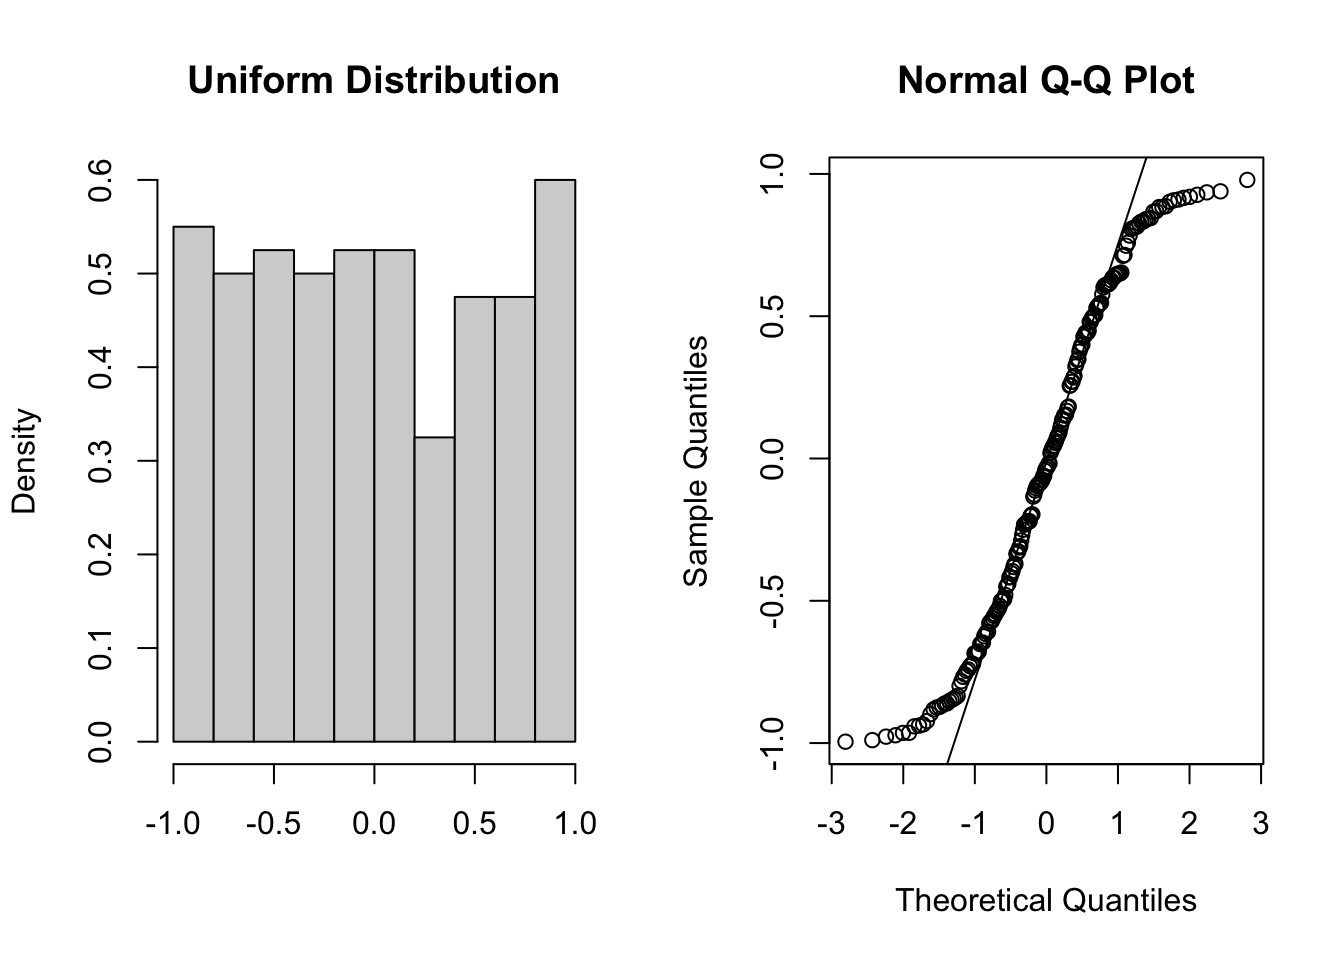 Uniform Distribution
Density
0.0 0.1 0.2 0.3 0.4 0.5 0.6
-1.0 -0.5 0.0 0.5 1.0
Normal Q-Q Plot
Sample Quantiles
-1.0 -0.5 0.0 0.5 1.0
-3 -2 -1 0 1 2 3
Theoretical Quantiles